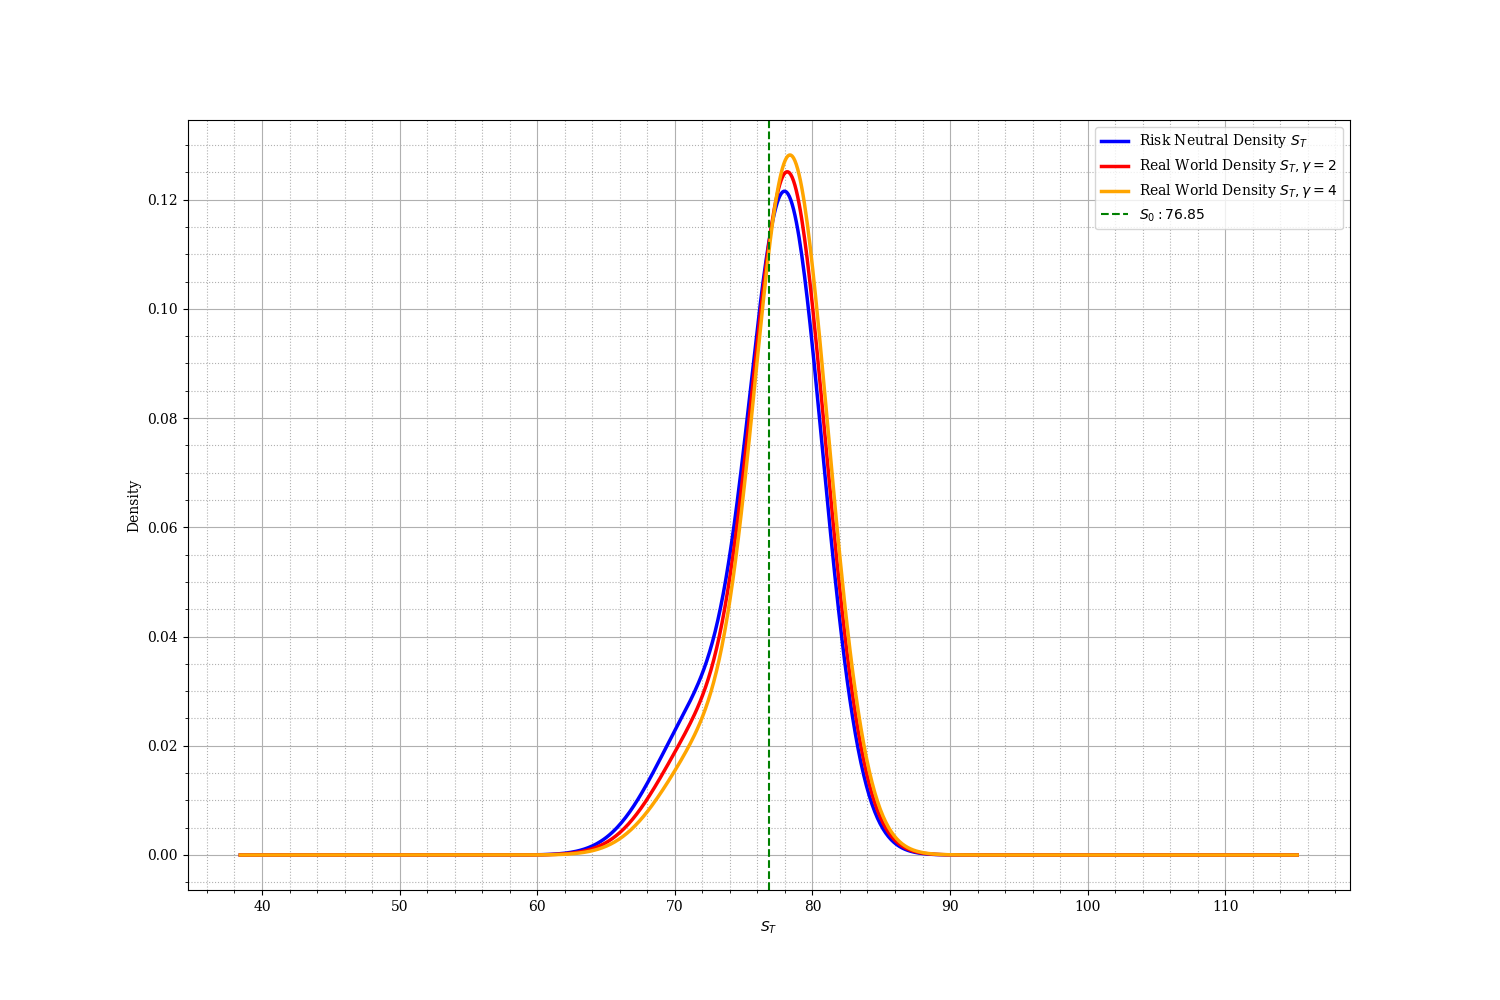 Risk Neutral Density $S_T$
Real World Density $S_T, \gamma = 2$
Real World Density $S_T, \gamma = 4$
$S_0 : 76.85$
0.12
0.10
0.08
0.06
0.04
0.02
0.00
Density
40 50 60 70 80 90 100 110
$S_T$